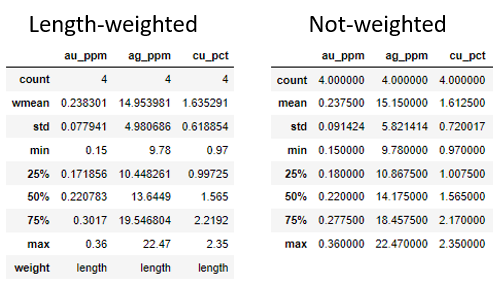 Length-weighted Not-weighted
au_ppm ag_ppm cu_pct au_ppm ag_ppm cu_pct
count 4 4 4 count 4.000000 4.000000 4.000000
wmean 0.238301 14.953981 1.635291 mean 0.237500 15.150000 1.612500
std 0.077941 4.980686 0.618854 std 0.091424 5.821414 0.720017
min 0.15 9.78 0.97 min 0.150000 9.780000 0.970000
25% 0.171856 10.448261 0.99725 25% 0.180000 10.867500 1.007500
50% 0.220783 13.6449 1.565 50% 0.220000 14.175000 1.565000
75% 0.3017 19.546804 2.2192 75% 0.277500 18.457500 2.170000
max 0.36 22.47 2.35 max 0.360000 22.470000 2.350000
weight length length length